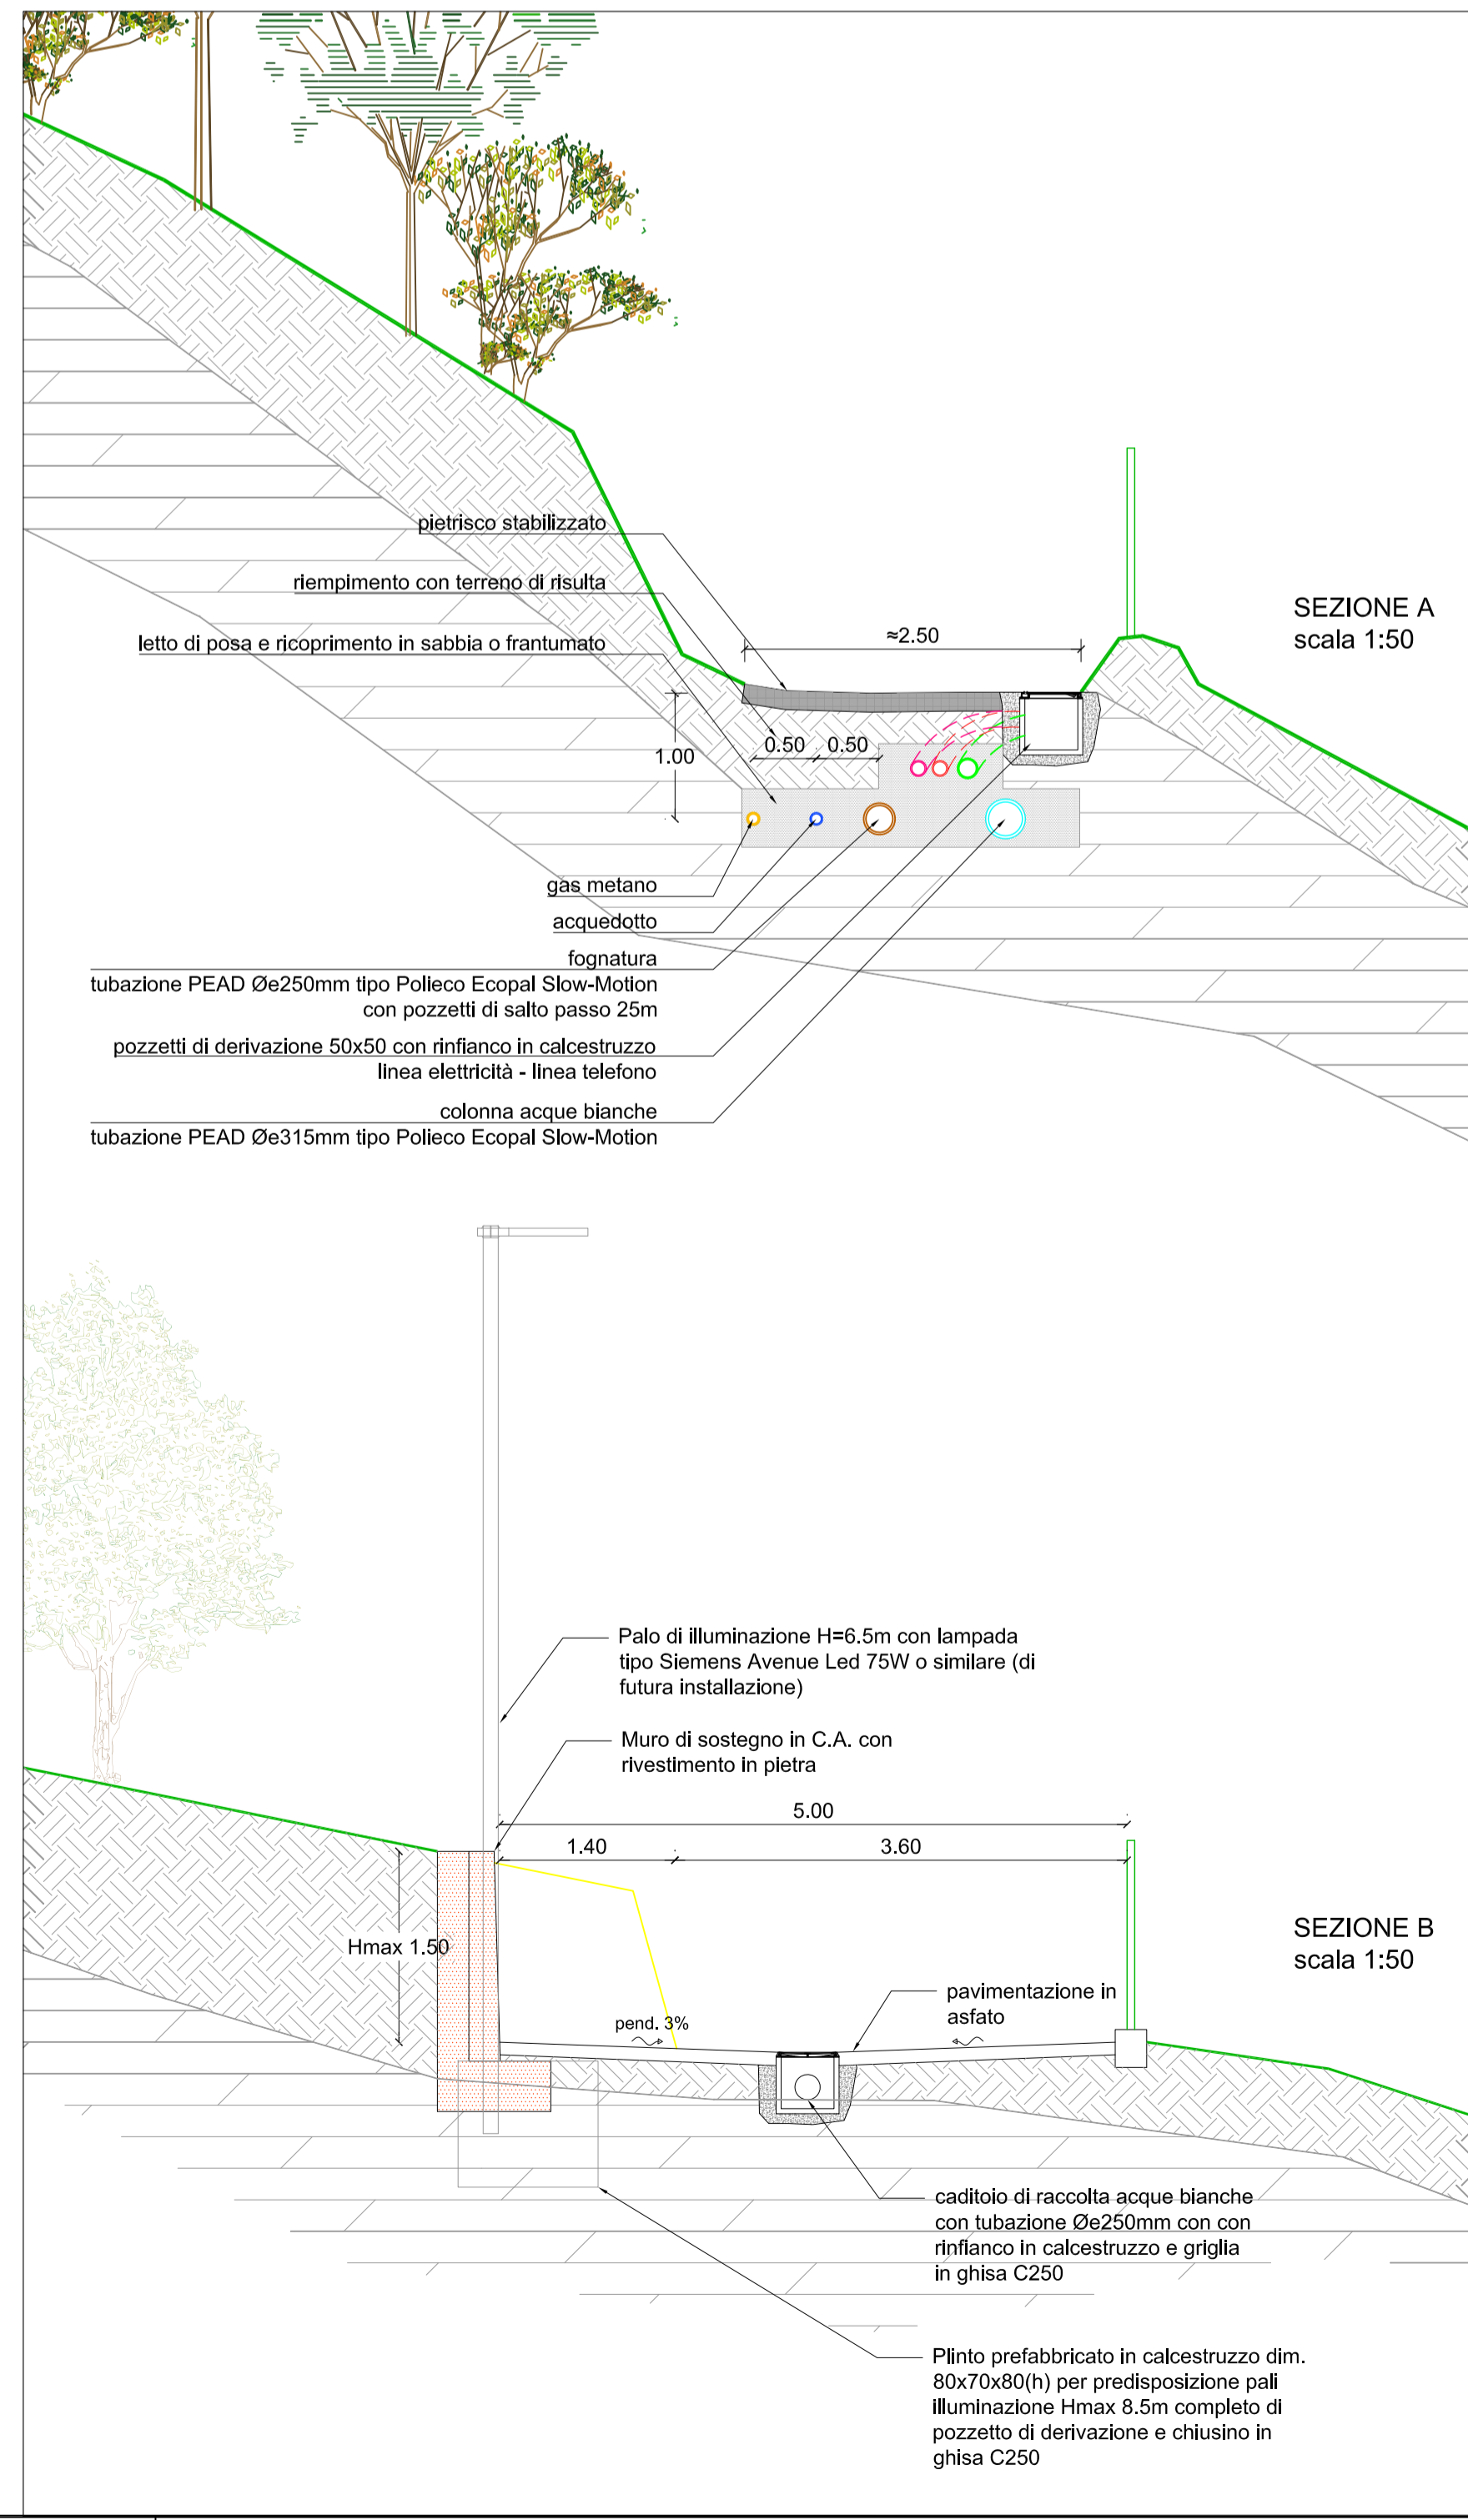 pietrisco stabilizzato
riempimento con terreno di risulta
letto di posa e ricoprimento in sabbia o frantumato
≈2.50
SEZIONE A
scala 1:50
0.50
0.50
1.00
gas metano
acquedotto
fognatura
tubazione PEAD Øe250mm tipo Polieco Ecopal Slow-Motion
con pozzetti di salto passo 25m
pozzetti di derivazione 50x50 con rinfianco in calcestruzzo
linea elettricità - linea telefono
colonna acque bianche
tubazione PEAD Øe315mm tipo Polieco Ecopal Slow-Motion
Palo di illuminazione H=6.5m con lampada
tipo Siemens Avenue Led 75W o similare (di
futura installazione)
Muro di sostegno in C.A. con
rivestimento in pietra
5.00
1.40
3.60
Hmax 1.50
SEZIONE B
scala 1:50
pavimentazione in
asfato
pend. 3%
caditoio di raccolta acque bianche
con tubazione Øe250mm con con
rinfianco in calcestruzzo e griglia
in ghisa C250
Plinto prefabbricato in calcestruzzo dim.
80x70x80(h) per predisposizione pali
illuminazione Hmax 8.5m completo di
pozzetto di derivazione e chiusino in
ghisa C250